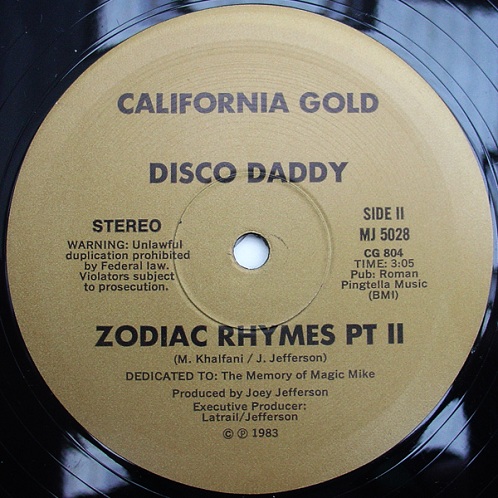 CALIFORNIA GOLD
DISCO DADDY
STEREO
WARNING: Unlawful
duplication prohibited
by Federal law.
Violators subject
to prosecution.
SIDE II
MJ 5028
CG 804
TIME: 3:05
Pub: Roman
Pingtella Music
(BMI)
ZODIAC RHYMES PT II
(M. Khalfani / J. Jefferson)
DEDICATED TO: The Memory of Magic Mike
Produced by Joey Jefferson
Executive Producer:
Latrail/Jefferson
© ℗ 1983